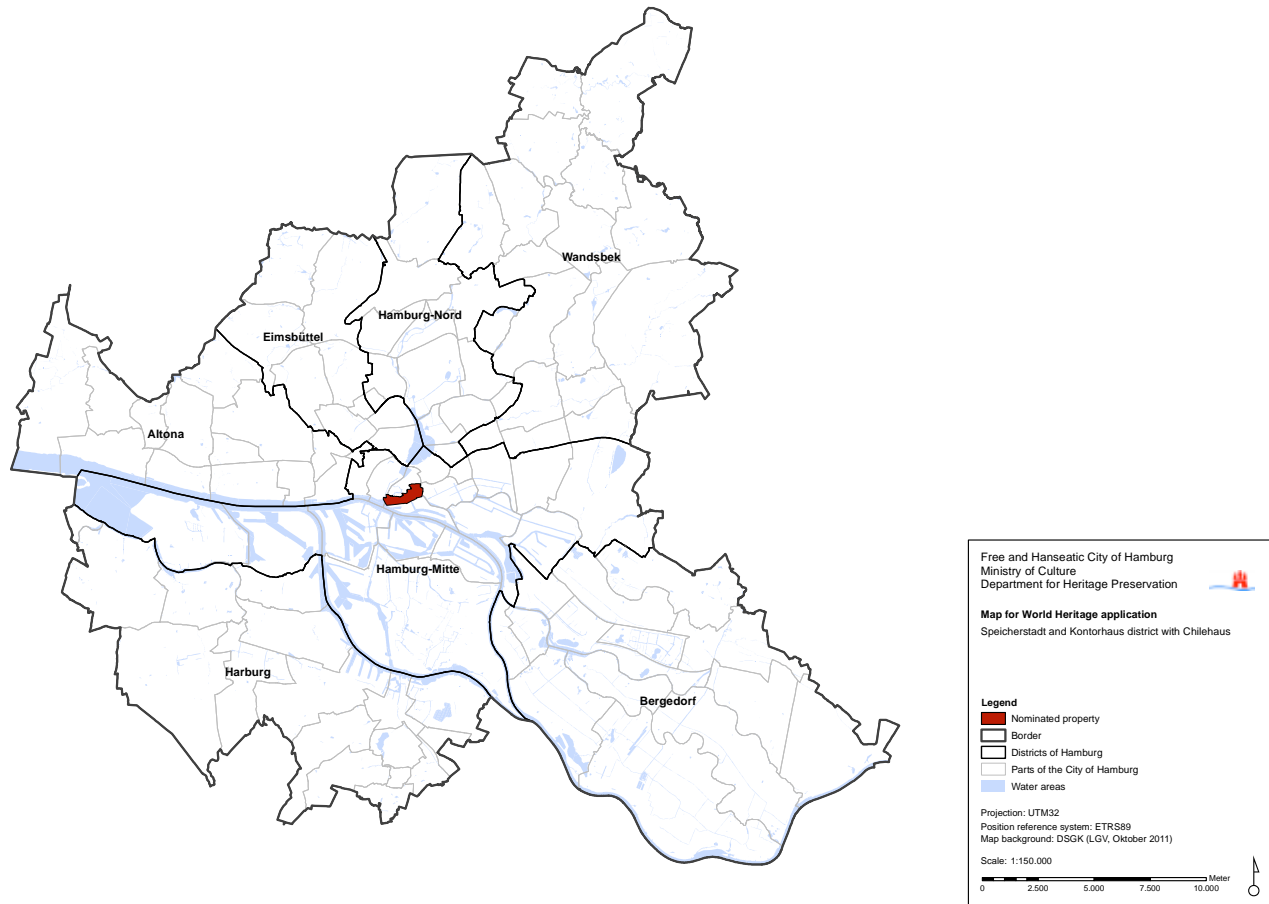 Wandsbek
Hamburg-Nord
Eimsbüttel
Altona
Hamburg-Mitte
Harburg
Bergedorf
Free and Hanseatic City of Hamburg
Ministry of Culture
Department for Heritage Preservation
Map for World Heritage application
Speicherstadt and Kontorhaus district with Chilehaus
Legend
Nominated property
Border
Districts of Hamburg
Parts of the City of Hamburg
Water areas
Projection: UTM32
Position reference system: ETRS89
Map background: DSGK (LGV, Oktober 2011)
Scale: 1:150.000
Meter
0 2.500 5.000 7.500 10.000